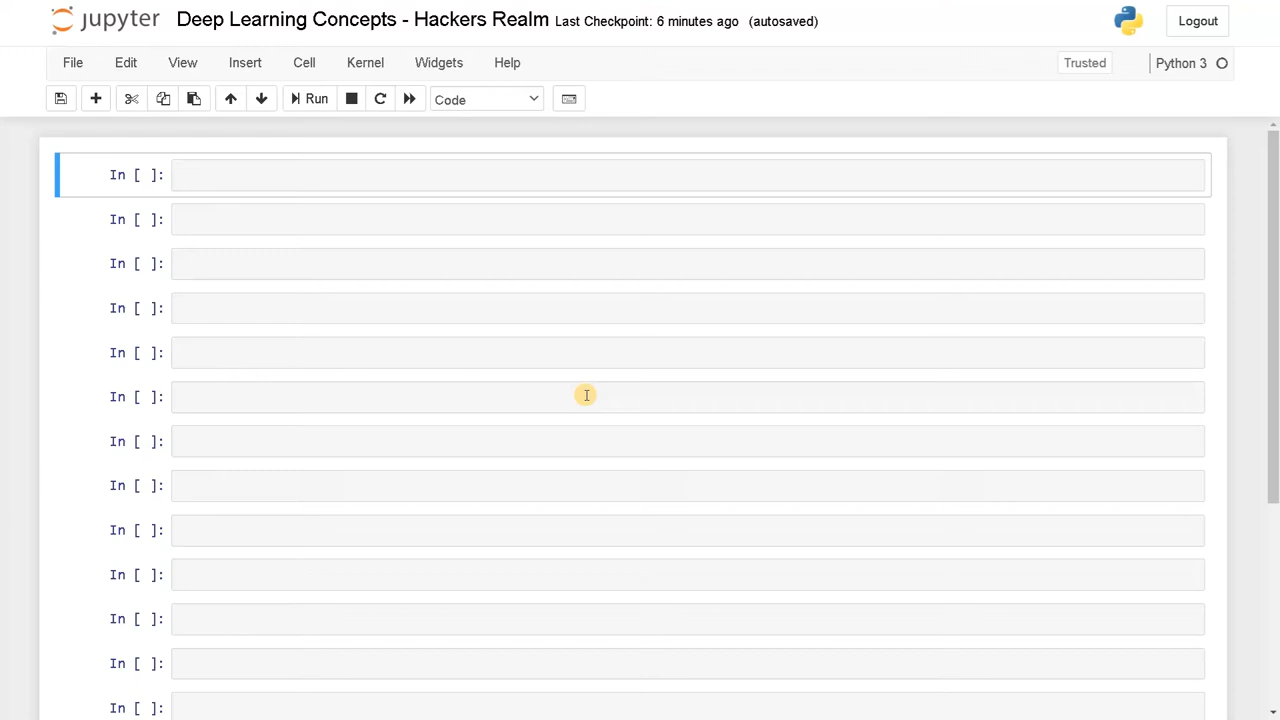 jupyter Deep Learning Concepts - Hackers Realm Last Checkpoint: 6 minutes ago (autosaved) Logout
File Edit View Insert Cell Kernel Widgets Help Trusted Python 3
Run Code
In [ ]:
In [ ]:
In [ ]:
In [ ]:
In [ ]:
In [ ]:
In [ ]:
In [ ]:
In [ ]:
In [ ]:
In [ ]:
In [ ]:
In [ ]: